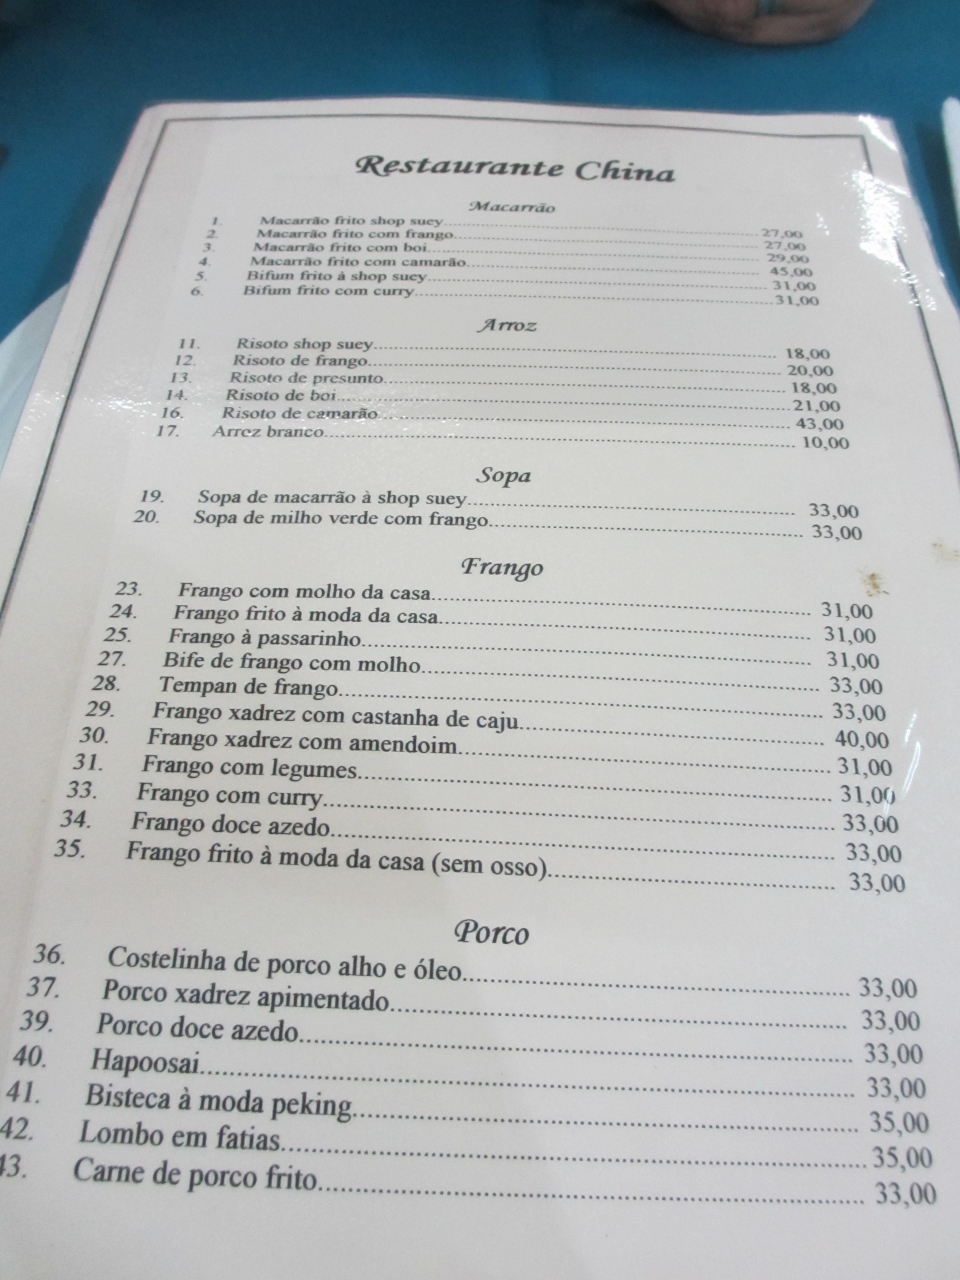 Restaurante China
Macarrão
1. Macarrão frito shop suey 27,00
2. Macarrão frito com frango 27,00
3. Macarrão frito com boi 29,00
4. Macarrão frito com camarão 45,00
5. Bifum frito à shop suey 31,00
6. Bifum frito com curry 31,00
Arroz
11. Risoto shop suey 18,00
12. Risoto de frango 20,00
13. Risoto de presunto 18,00
14. Risoto de boi 21,00
16. Risoto de camarão 43,00
17. Arroz branco 10,00
Sopa
19. Sopa de macarrão à shop suey 33,00
20. Sopa de milho verde com frango 33,00
Frango
23. Frango com molho da casa 31,00
24. Frango frito à moda da casa 31,00
25. Frango à passarinho 31,00
27. Bife de frango com molho 33,00
28. Tempan de frango 33,00
29. Frango xadrez com castanha de caju 40,00
30. Frango xadrez com amendoim 31,00
31. Frango com legumes 31,00
33. Frango com curry 33,00
34. Frango doce azedo 33,00
35. Frango frito à moda da casa (sem osso) 33,00
Porco
36. Costelinha de porco alho e óleo 33,00
37. Porco xadrez apimentado 33,00
39. Porco doce azedo 33,00
40. Hapoosai 33,00
41. Bisteca à moda peking 35,00
42. Lombo em fatias 35,00
43. Carne de porco frito 33,00